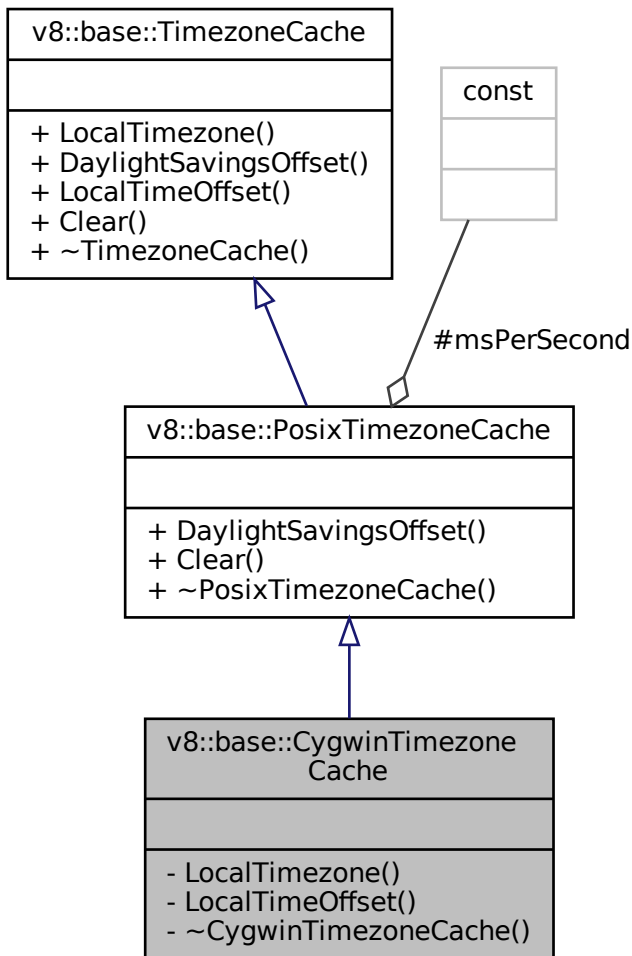 v8::base::TimezoneCache
+ LocalTimezone()
+ DaylightSavingsOffset()
+ LocalTimeOffset()
+ Clear()
+ ~TimezoneCache()
const
#msPerSecond
v8::base::PosixTimezoneCache
+ DaylightSavingsOffset()
+ Clear()
+ ~PosixTimezoneCache()
v8::base::CygwinTimezone
Cache
- LocalTimezone()
- LocalTimeOffset()
- ~CygwinTimezoneCache()